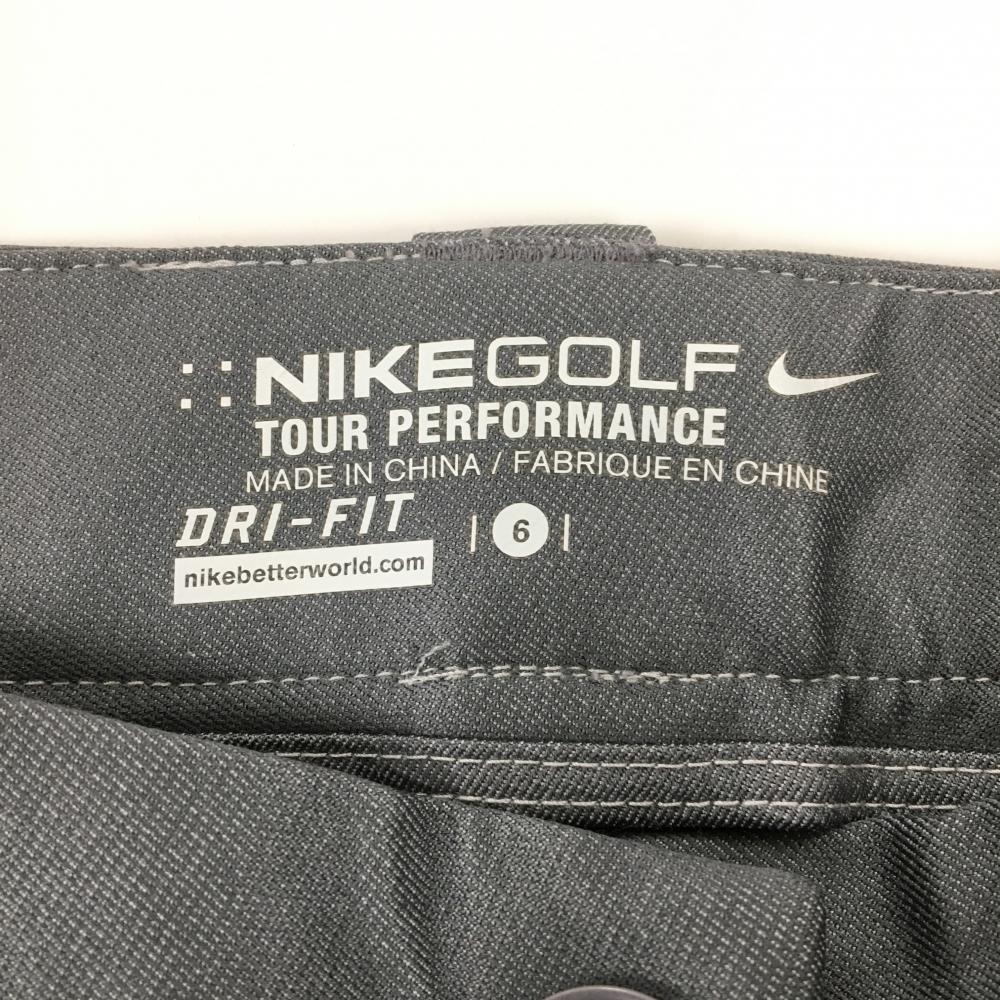 NIKEGOLF
TOUR PERFORMANCE
MADE IN CHINA / FABRIQUE EN CHINE
DRI-FIT
| 6 |
nikebetterworld.com